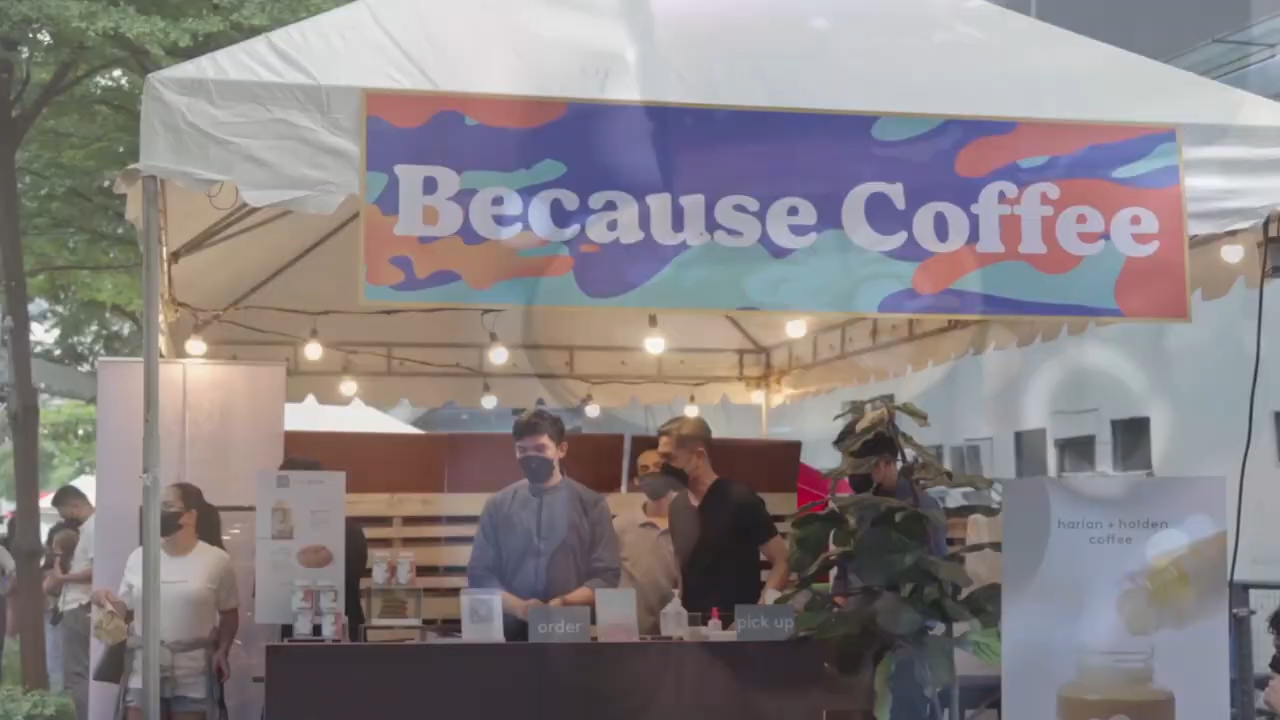 Because Coffee
harlan + holden
coffee
order
pick up